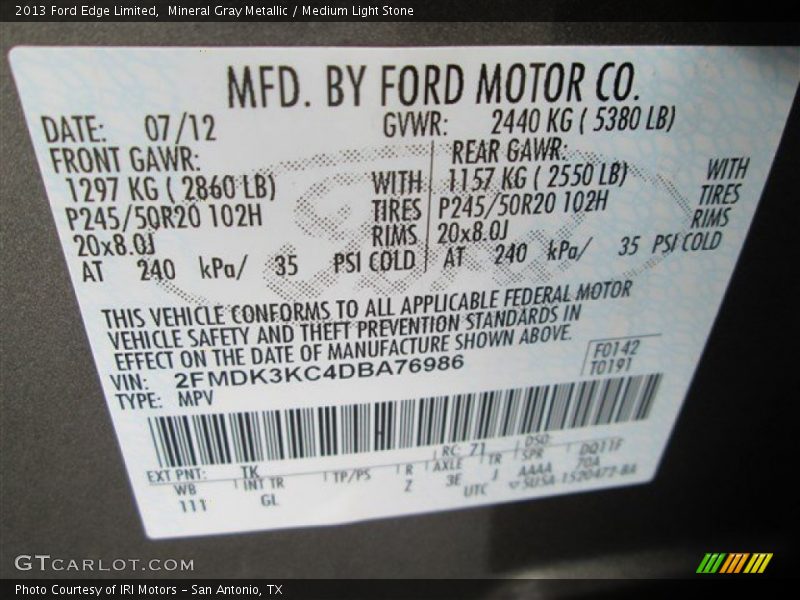 2013 Ford Edge Limited, Mineral Gray Metallic / Medium Light Stone
MFD. BY FORD MOTOR CO.
DATE: 07/12 GVWR: 2440 KG ( 5380 LB)
FRONT GAWR: REAR GAWR:
1297 KG ( 2860 LB) WITH 1157 KG ( 2550 LB) WITH
P245/50R20 102H TIRES P245/50R20 102H TIRES
20x8.0J RIMS 20x8.0J RIMS
AT 240 kPa/ 35 PSI COLD AT 240 kPa/ 35 PSI COLD
THIS VEHICLE CONFORMS TO ALL APPLICABLE FEDERAL MOTOR
VEHICLE SAFETY AND THEFT PREVENTION STANDARDS IN
EFFECT ON THE DATE OF MANUFACTURE SHOWN ABOVE.
VIN: 2FMDK3KC4DBA76986 F0142
TYPE: MPV T0191
RC: 71 DSO:
EXT PNT: TK AXLE TR SPR DQ11F
WB INT TR TP/PS R 3E J AAAA 70A
111 GL Z UTC
GTCARLOT.COM
Photo Courtesy of IRI Motors – San Antonio, TX